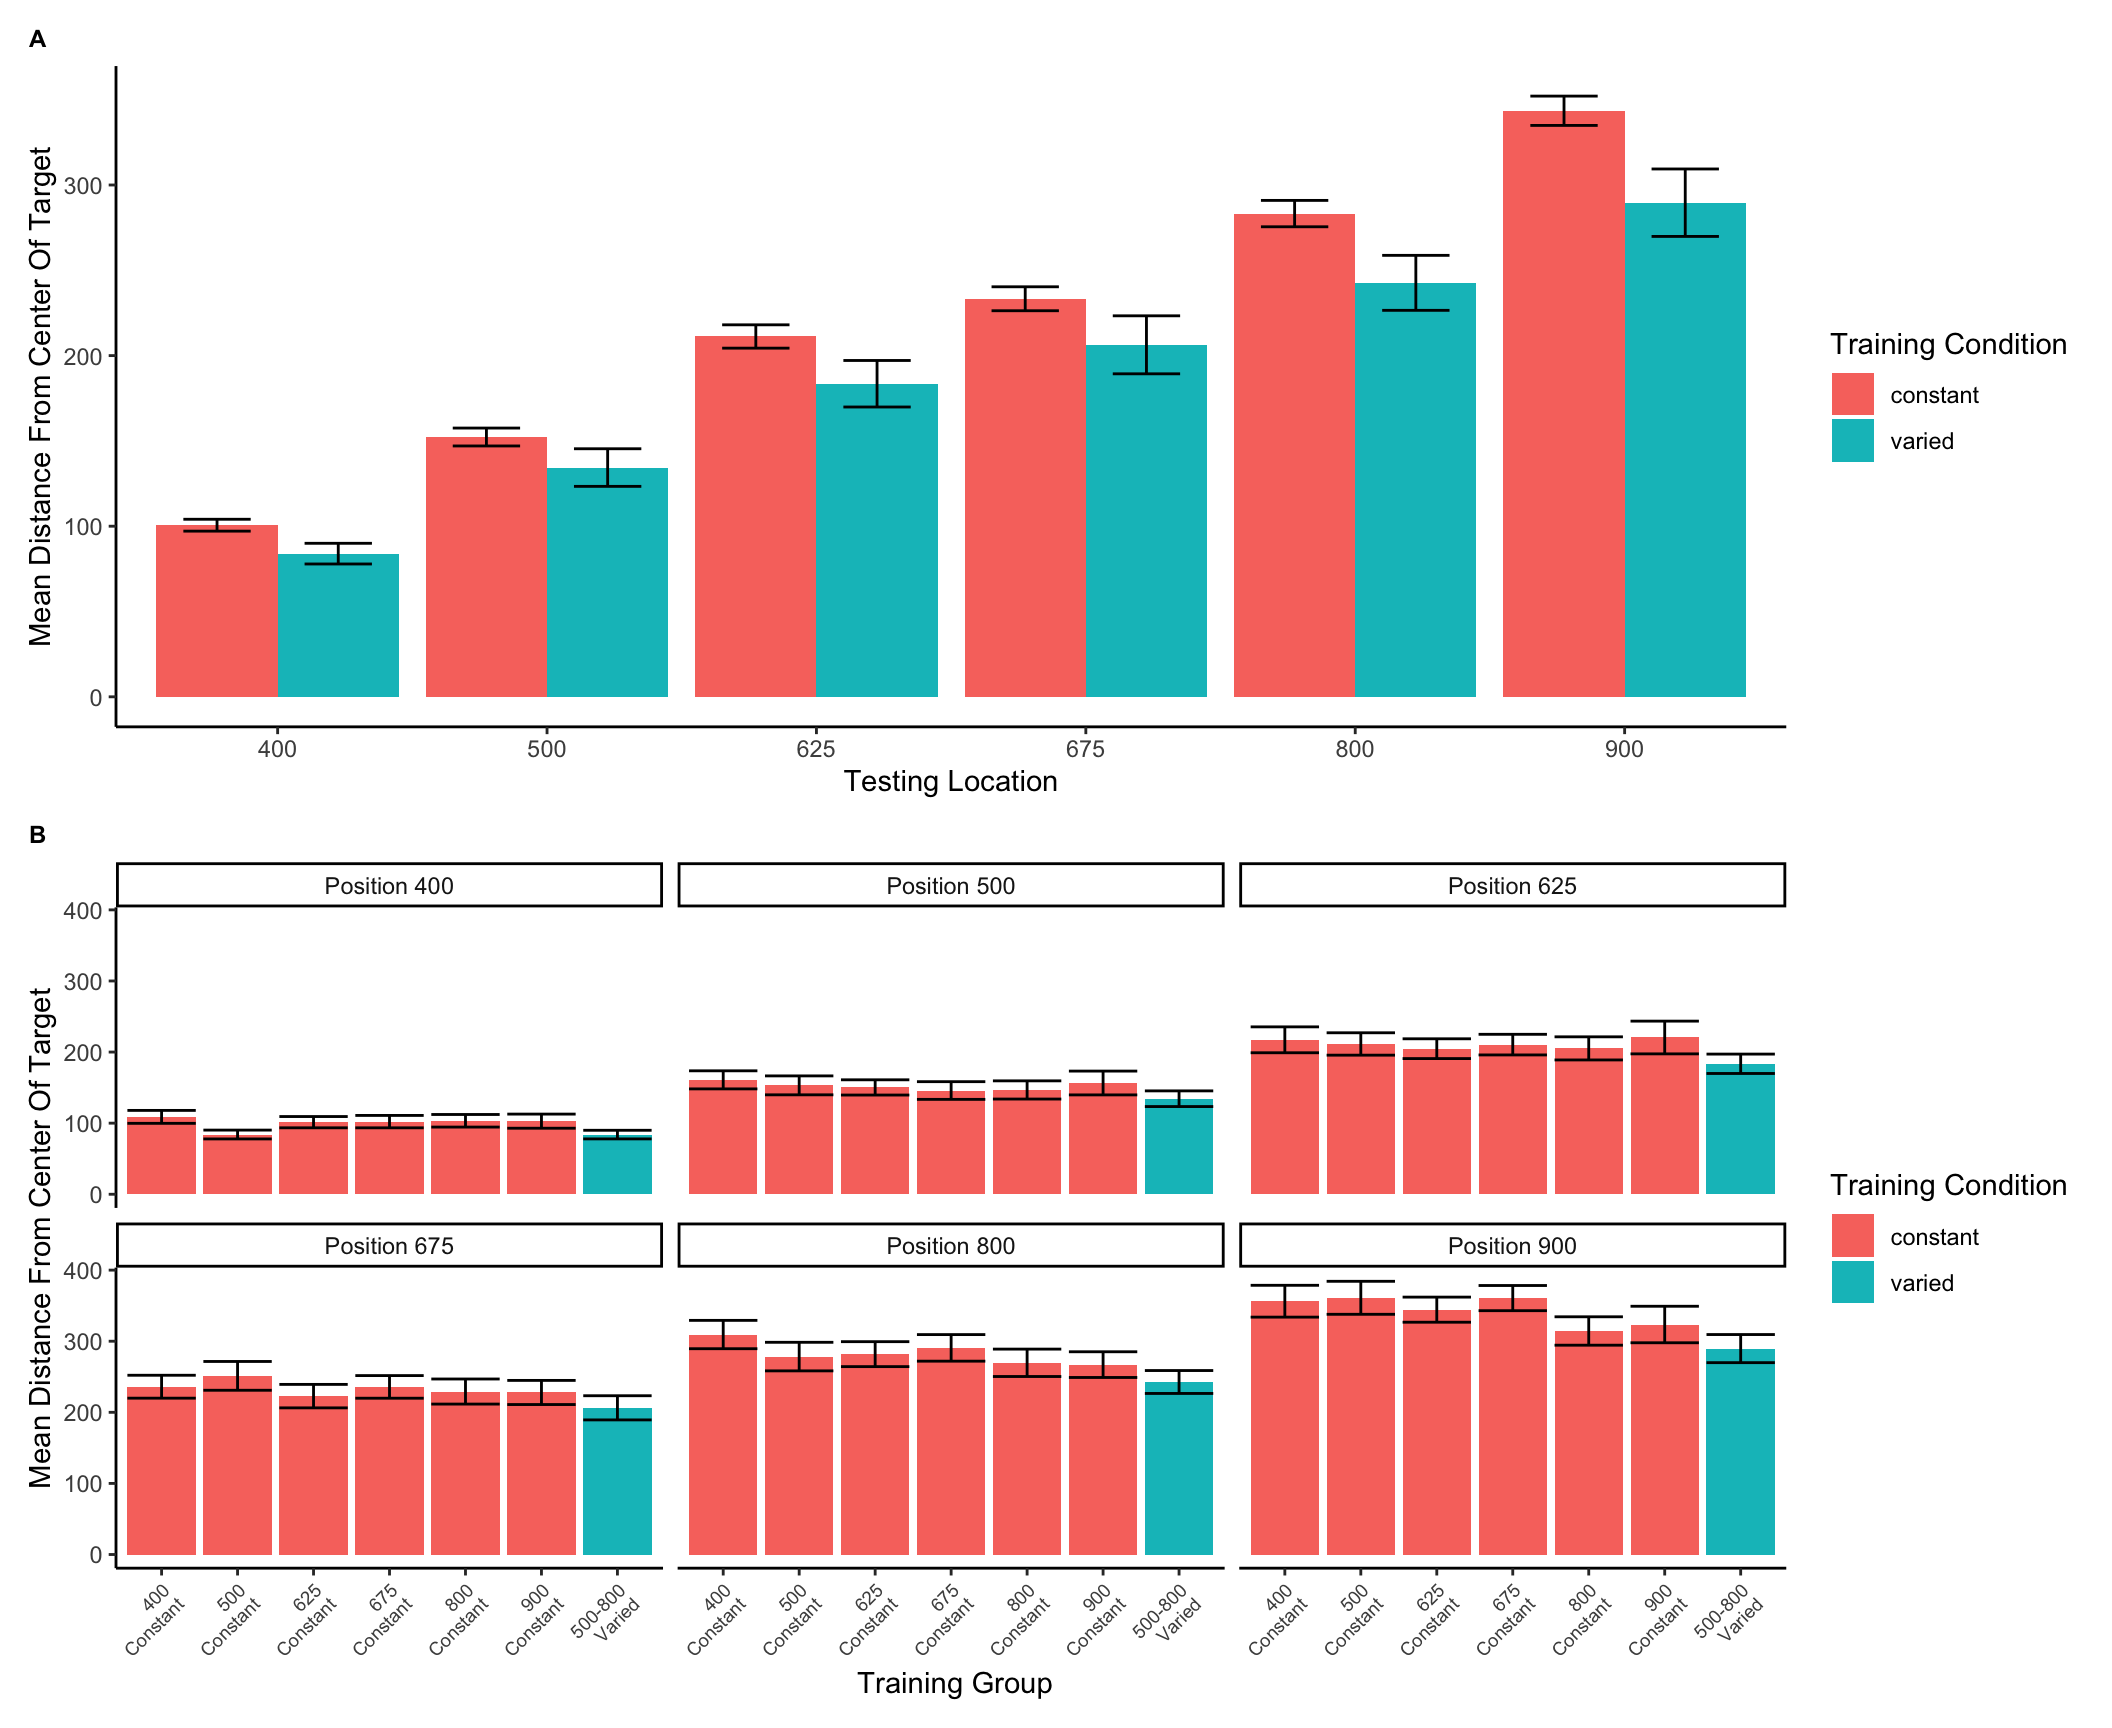 A
Mean Distance From Center Of Target
300
200
100
0
400 500 625 675 800 900
Testing Location
Training Condition
constant
varied
B
Mean Distance From Center Of Target
Position 400 Position 500 Position 625
400
300
200
100
0
Position 675 Position 800 Position 900
400
300
200
100
0
400
Constant
500
Constant
625
Constant
675
Constant
800
Constant
900
Constant
500-800
Varied
400
Constant
500
Constant
625
Constant
675
Constant
800
Constant
900
Constant
500-800
Varied
400
Constant
500
Constant
625
Constant
675
Constant
800
Constant
900
Constant
500-800
Varied
Training Group
Training Condition
constant
varied